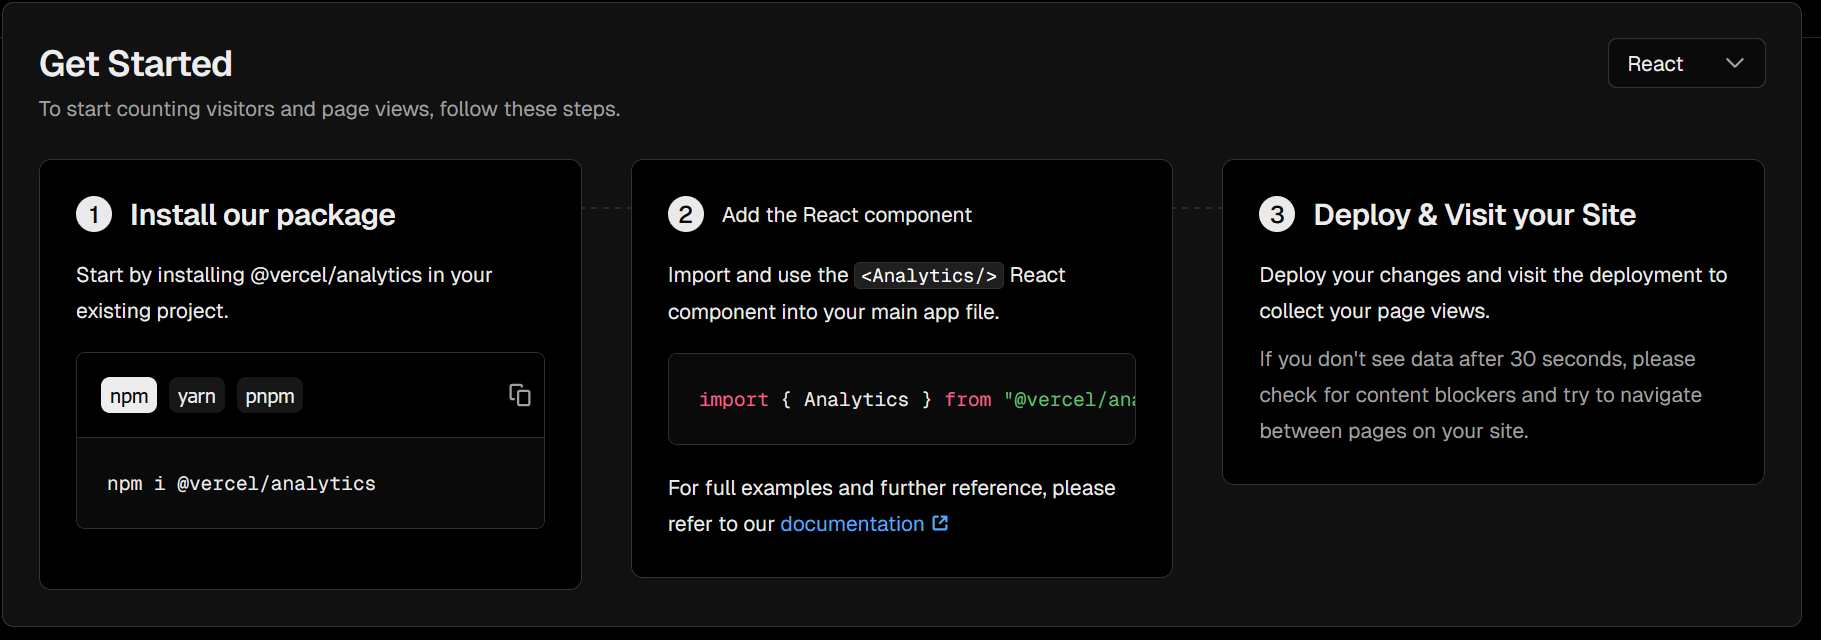 Get Started
React
To start counting visitors and page views, follow these steps.
1 Install our package
Start by installing @vercel/analytics in your
existing project.
npm yarn pnpm
npm i @vercel/analytics
2 Add the React component
Import and use the <Analytics/> React
component into your main app file.
import { Analytics } from "@vercel/ana
For full examples and further reference, please
refer to our documentation
3 Deploy & Visit your Site
Deploy your changes and visit the deployment to
collect your page views.
If you don't see data after 30 seconds, please
check for content blockers and try to navigate
between pages on your site.